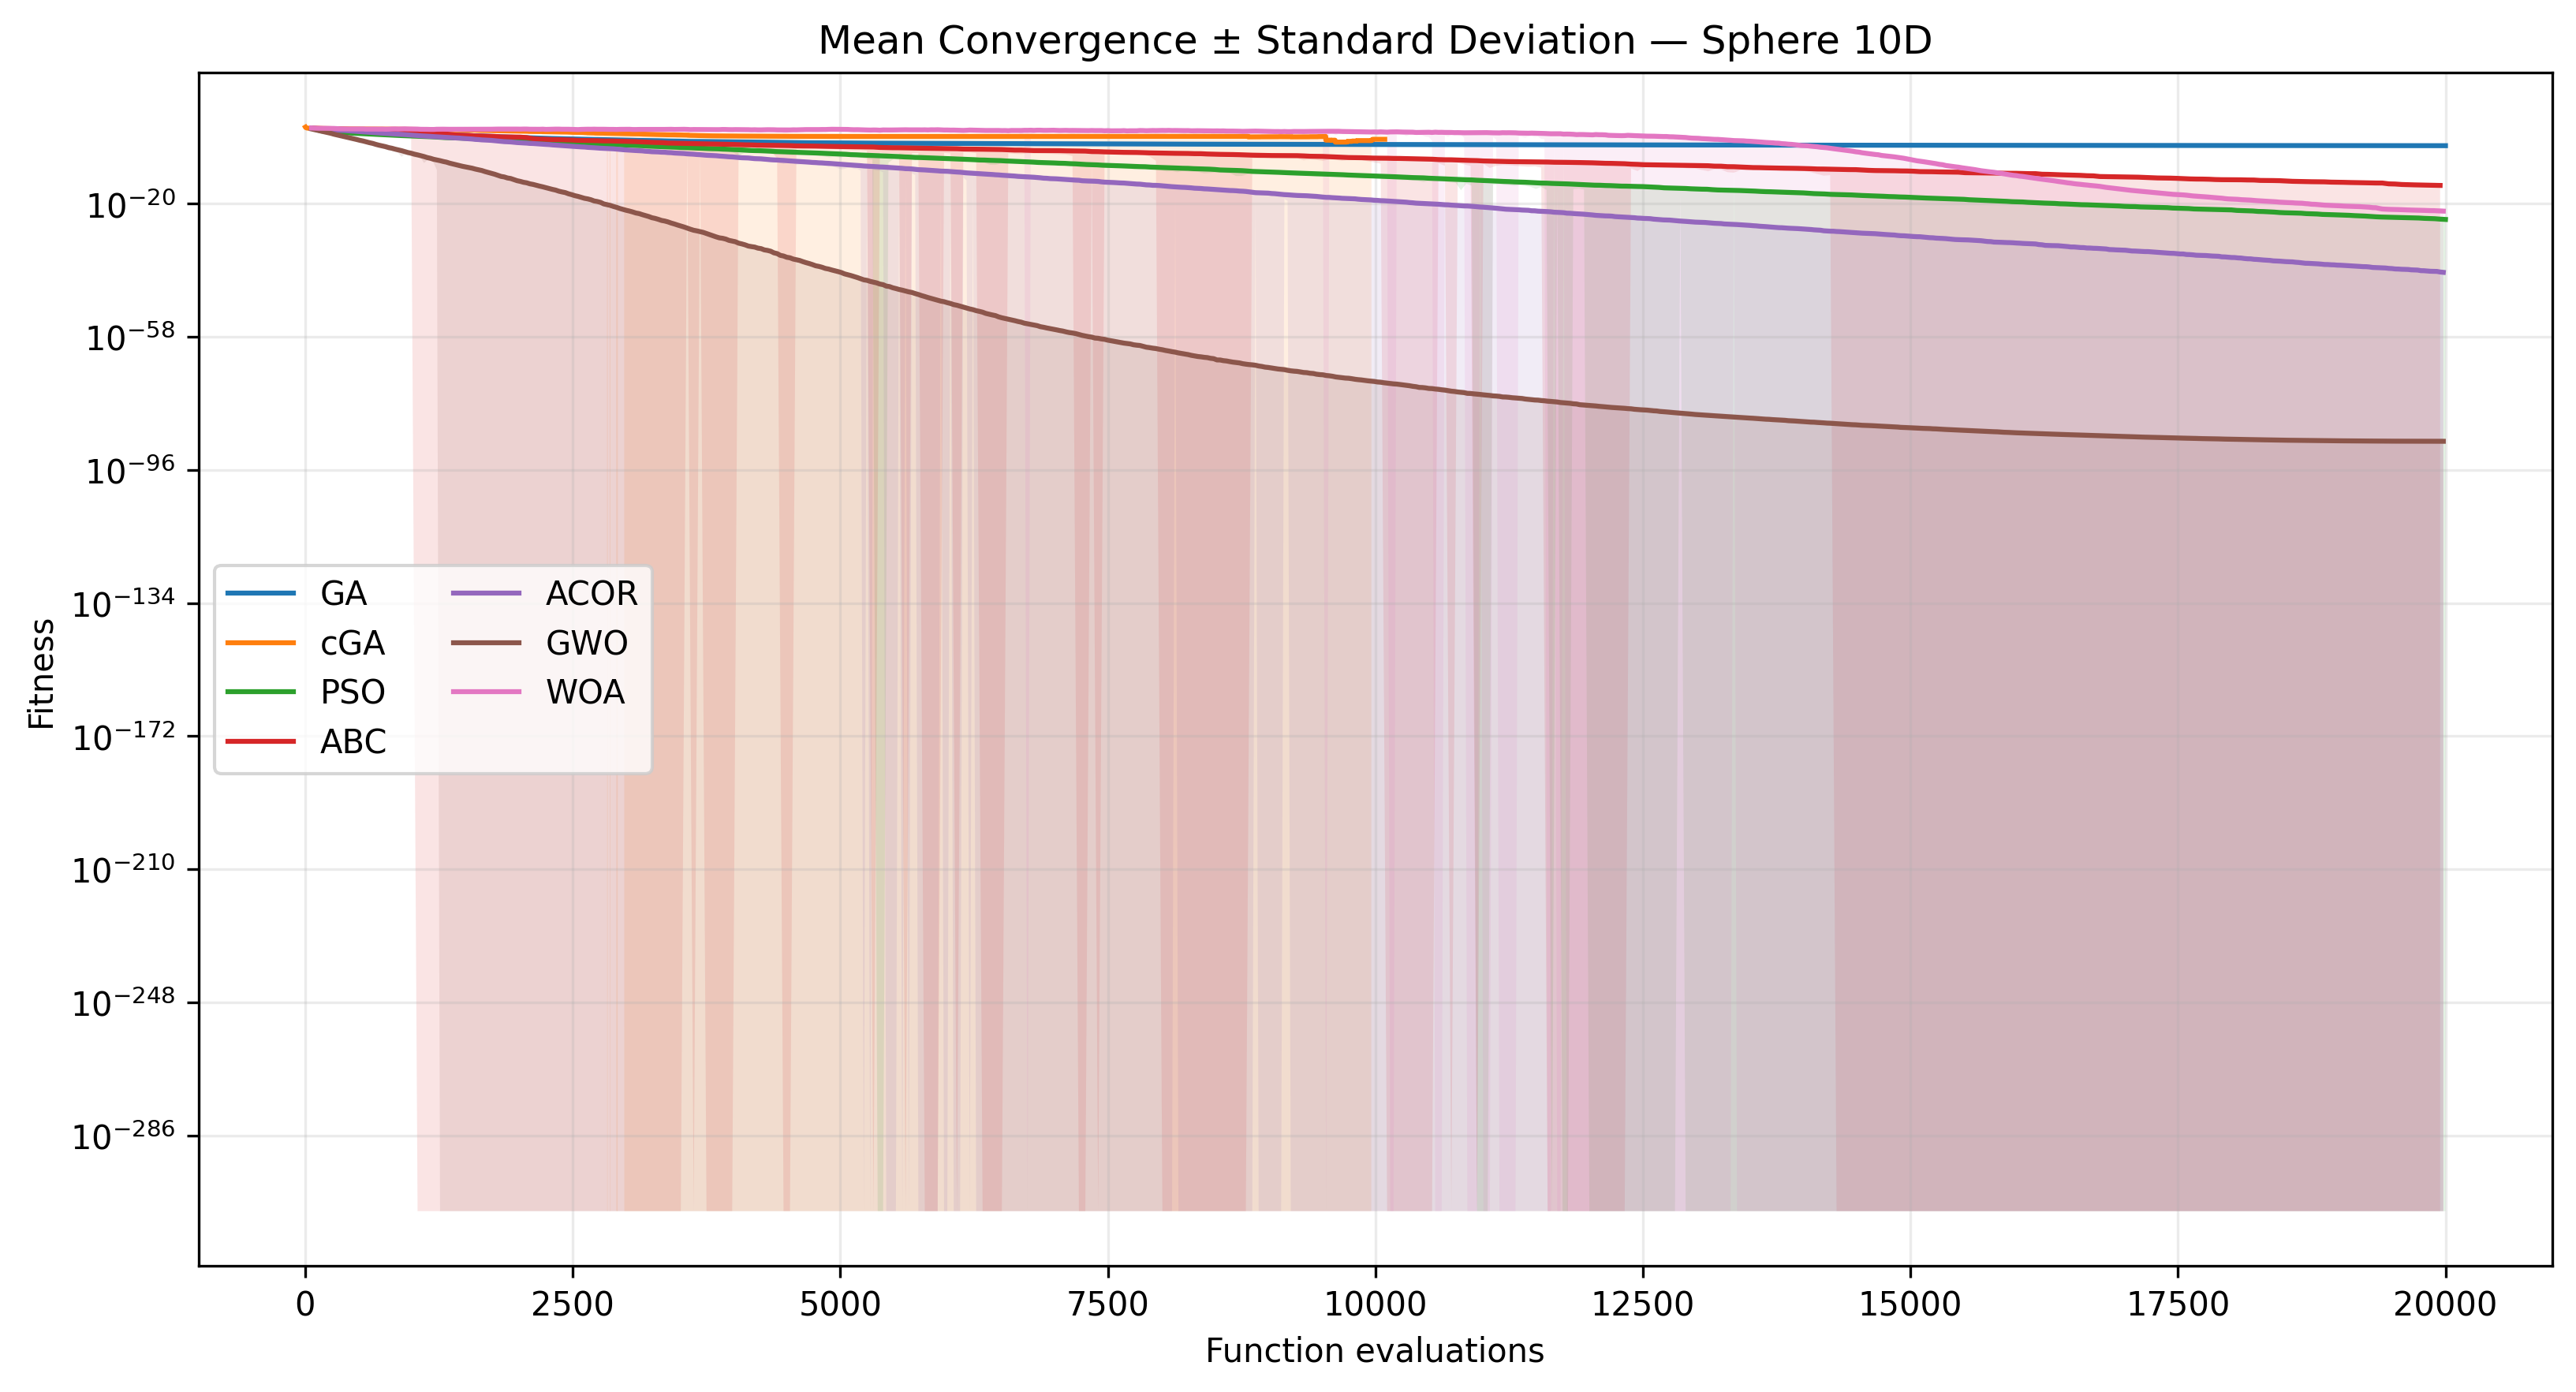 Mean Convergence ± Standard Deviation — Sphere 10D
Fitness
10⁻²⁰
10⁻⁵⁸
10⁻⁹⁶
10⁻¹³⁴
10⁻¹⁷²
10⁻²¹⁰
10⁻²⁴⁸
10⁻²⁸⁶
GA
cGA
PSO
ABC
ACOR
GWO
WOA
0 2500 5000 7500 10000 12500 15000 17500 20000
Function evaluations